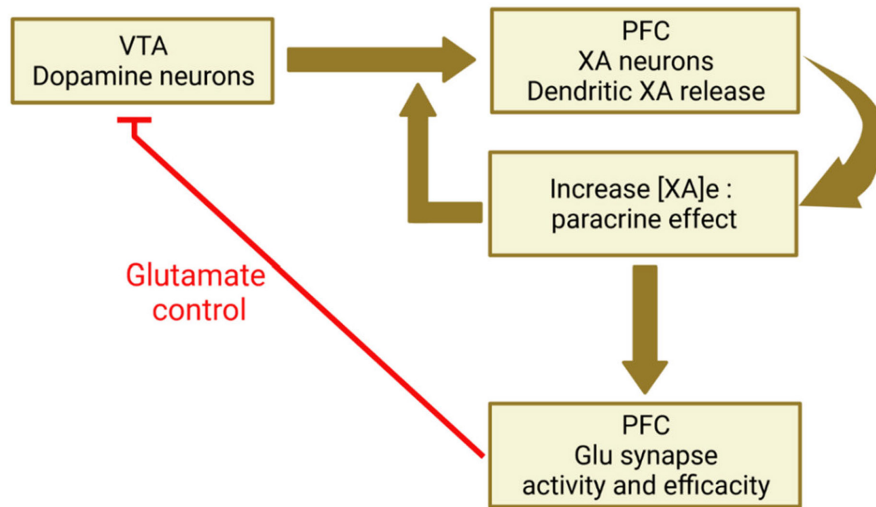 VTA
Dopamine neurons
PFC
XA neurons
Dendritic XA release
Increase [XA]e :
paracrine effect
Glutamate
control
PFC
Glu synapse
activity and efficacity